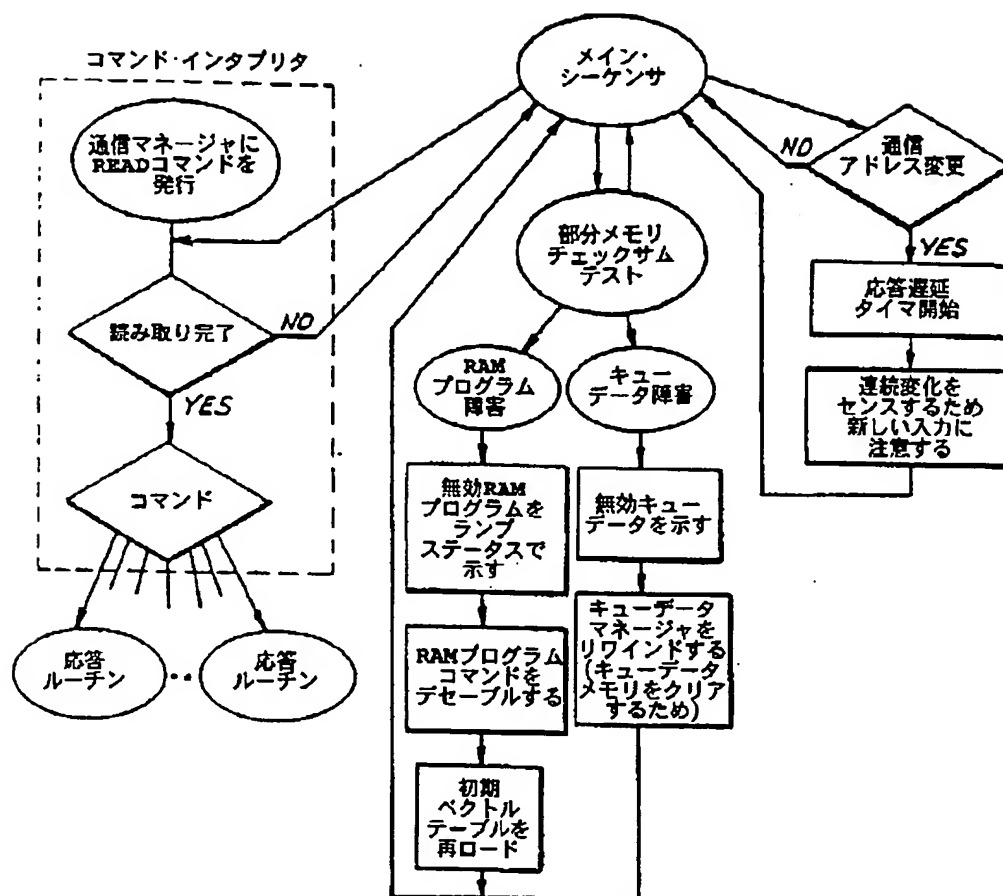 コマンド・インタプリタ
通信マネージャに
READコマンドを
発行
読み取り完了
NO
YES
コマンド
応答
ルーチン
・・
応答
ルーチン
メイン・
シーケンサ
部分メモリ
チェックサム
テスト
RAM
プログラム
障害
無効RAM
プログラムを
ランプ
ステータスで
示す
RAMプログラム
コマンドを
デセーブルする
初期
ベクトル
テーブルを
再ロード
キュー
データ障害
無効キュー
データを示す
キューデータ
マネージャを
リワインドする
(キューデータ
メモリをクリア
するため)
通信
アドレス変更
NO
YES
応答遅延
タイマ開始
連続変化を
センスするため
新しい入力に
注意する